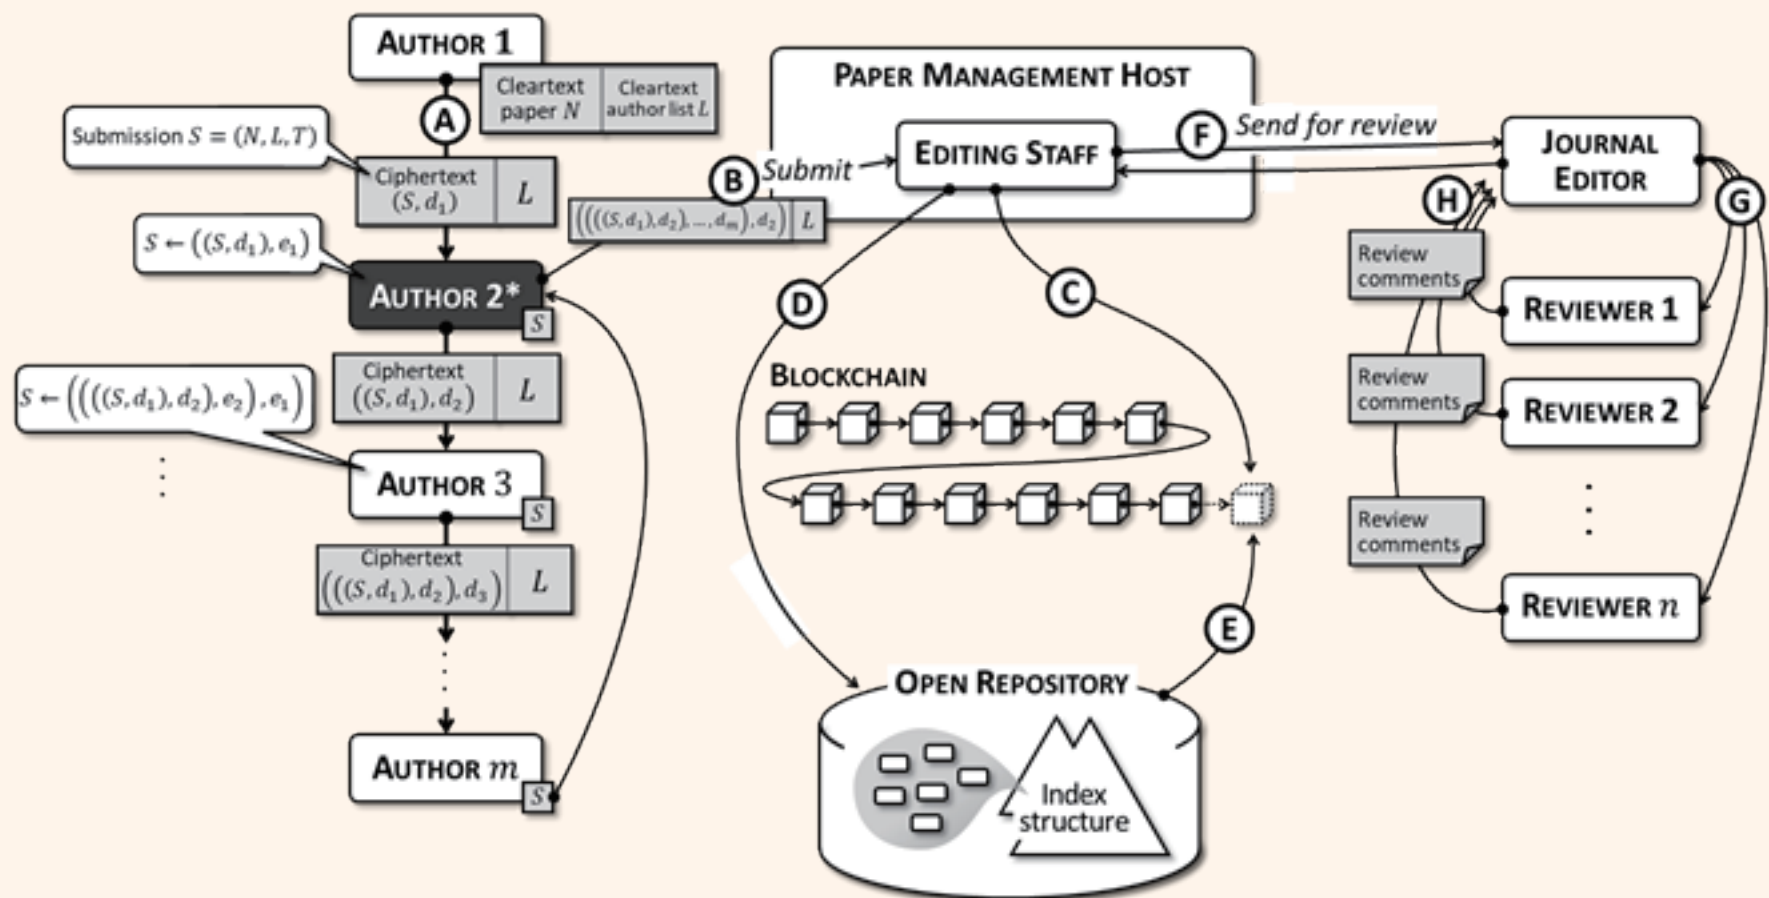 AUTHOR 1
Cleartext
paper N
Cleartext
author list L
A
Submission S = (N, L, T)
Ciphertext
(S, d₁)
L
S ← ((S, d₁), e₁)
AUTHOR 2*
S
Ciphertext
((S, d₁), d₂)
L
S ← ((((S, d₁), d₂), e₂), e₁)
AUTHOR 3
S
Ciphertext
(((S, d₁), d₂), d₃)
L
AUTHOR m
S
B
Submit
((((S, d₁), d₂), ..., dₘ), d₂)
L
PAPER MANAGEMENT HOST
EDITING STAFF
F
Send for review
D
C
BLOCKCHAIN
E
OPEN REPOSITORY
Index
structure
JOURNAL
EDITOR
H
G
Review
comments
REVIEWER 1
Review
comments
REVIEWER 2
Review
comments
REVIEWER n